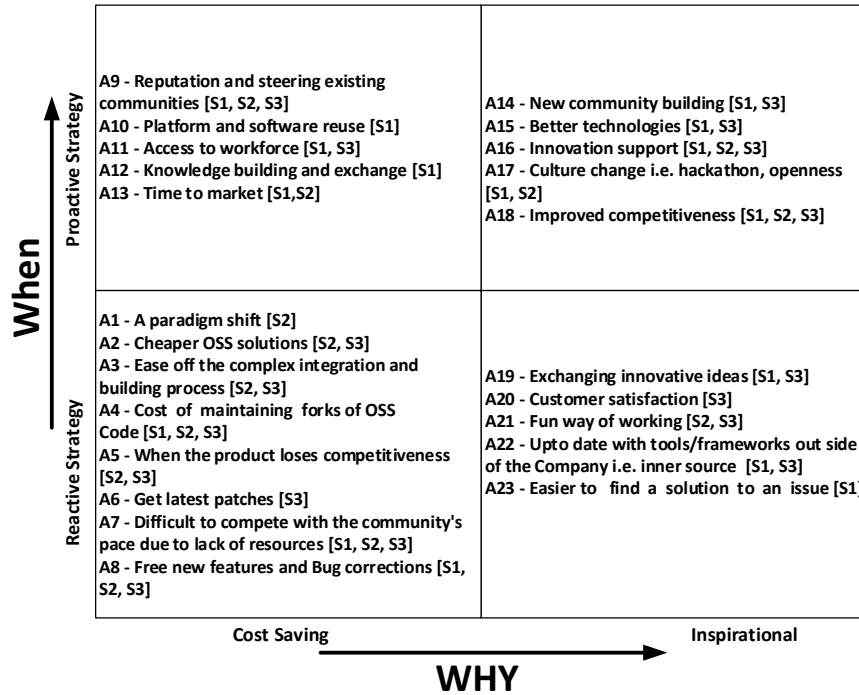 When
Proactive Strategy
Reactive Strategy
A9 - Reputation and steering existing
communities [S1, S2, S3]
A10 - Platform and software reuse [S1]
A11 - Access to workforce [S1, S3]
A12 - Knowledge building and exchange [S1]
A13 - Time to market [S1,S2]
A14 - New community building [S1, S3]
A15 - Better technologies [S1, S3]
A16 - Innovation support [S1, S2, S3]
A17 - Culture change i.e. hackathon, openness
[S1, S2]
A18 - Improved competitiveness [S1, S2, S3]
A1 - A paradigm shift [S2]
A2 - Cheaper OSS solutions [S2, S3]
A3 - Ease off the complex integration and
building process [S2, S3]
A4 - Cost of maintaining forks of OSS
Code [S1, S2, S3]
A5 - When the product loses competitiveness
[S2, S3]
A6 - Get latest patches [S3]
A7 - Difficult to compete with the community's
pace due to lack of resources [S1, S2, S3]
A8 - Free new features and Bug corrections [S1,
S2, S3]
A19 - Exchanging innovative ideas [S1, S3]
A20 - Customer satisfaction [S3]
A21 - Fun way of working [S2, S3]
A22 - Upto date with tools/frameworks out side
of the Company i.e. inner source [S1, S3]
A23 - Easier to find a solution to an issue [S1]
Cost Saving
Inspirational
WHY